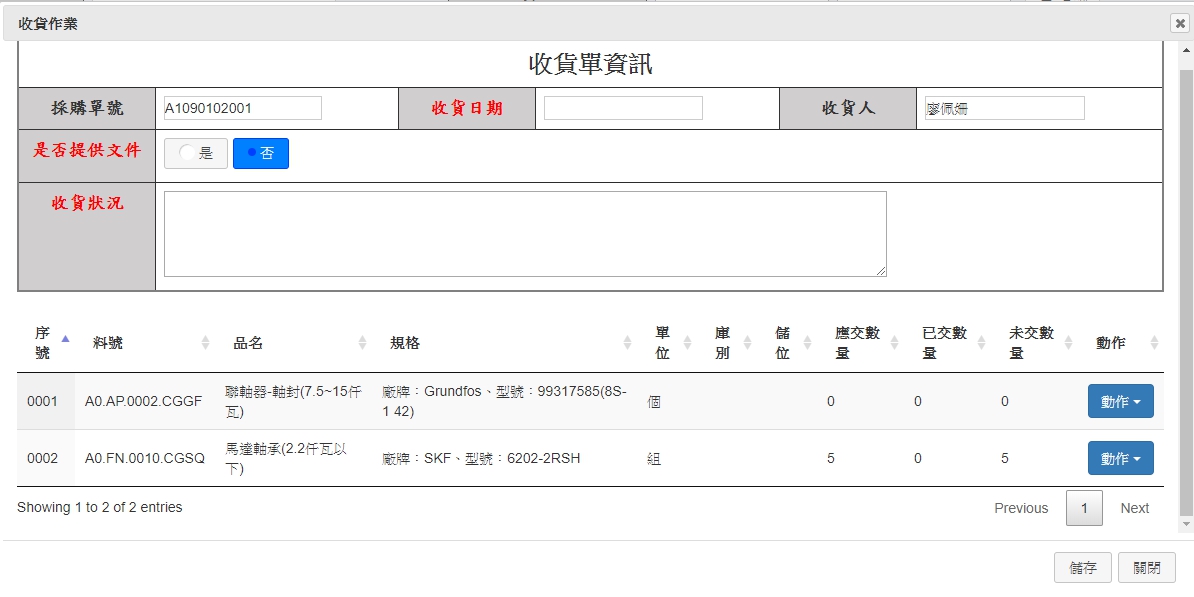 收貨作業
收貨單資訊
採購單號 A1090102001 收貨日期 收貨人 廖佩姍
是否提供文件 是 否
收貨狀況
序號 料號 品名 規格 單位 庫別 儲位 應交數量 已交數量 未交數量 動作
0001 A0.AP.0002.CGGF 聯軸器-軸封(7.5~15仟瓦) 廠牌：Grundfos、型號：99317585(8S-1 42) 個 0 0 0 動作
0002 A0.FN.0010.CGSQ 馬達軸承(2.2仟瓦以下) 廠牌：SKF、型號：6202-2RSH 組 5 0 5 動作
Showing 1 to 2 of 2 entries Previous 1 Next
儲存 關閉